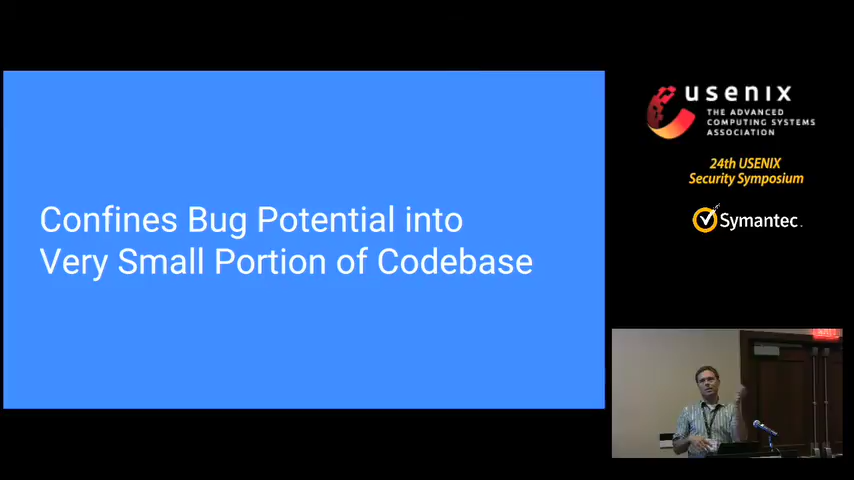 Confines Bug Potential into
Very Small Portion of Codebase
usenix
THE ADVANCED
COMPUTING SYSTEMS
ASSOCIATION
24th USENIX
Security Symposium
Symantec.